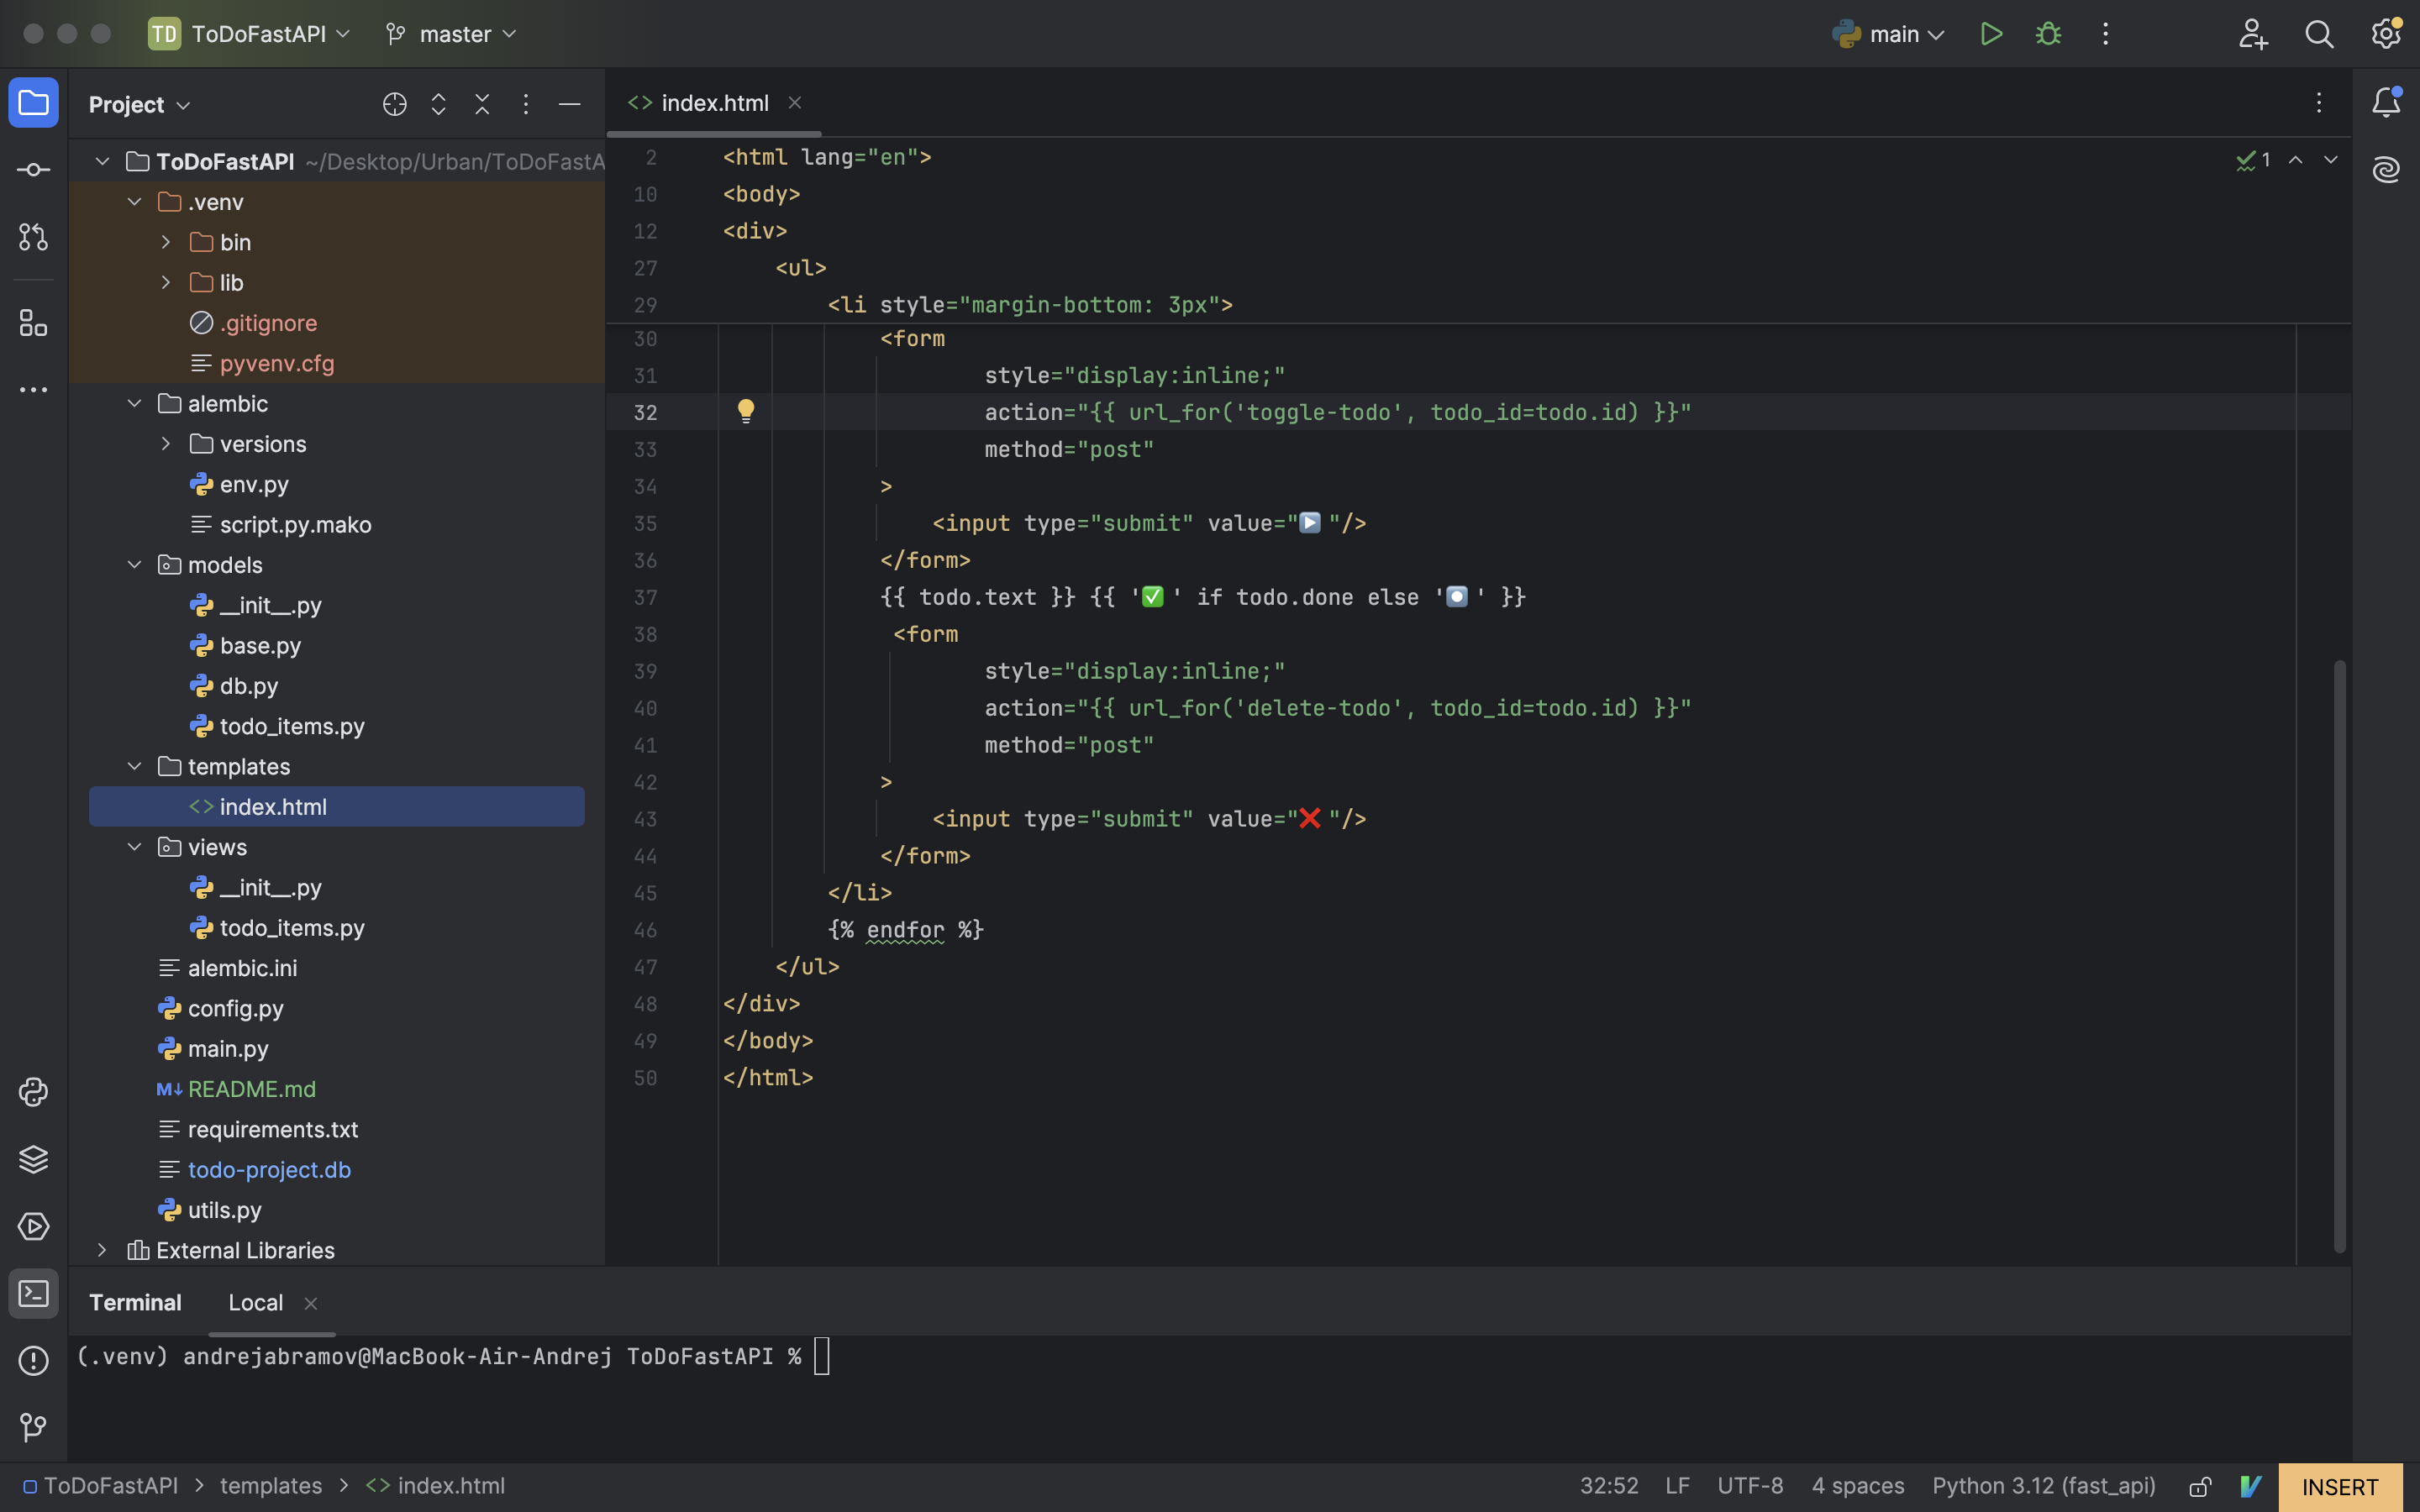 TD ToDoFastAPI master main
Project
ToDoFastAPI ~/Desktop/Urban/ToDoFastA
.venv
bin
lib
.gitignore
pyvenv.cfg
alembic
versions
env.py
script.py.mako
models
__init__.py
base.py
db.py
todo_items.py
templates
index.html
views
__init__.py
todo_items.py
alembic.ini
config.py
main.py
M↓ README.md
requirements.txt
todo-project.db
utils.py
External Libraries
<> index.html
1
2 <html lang="en">
10 <body>
12 <div>
27 <ul>
29 <li style="margin-bottom: 3px">
30 <form
31 style="display:inline;"
32 action="{{ url_for('toggle-todo', todo_id=todo.id) }}"
33 method="post"
34 >
35 <input type="submit" value="▶️"/>
36 </form>
37 {{ todo.text }} {{ '✅' if todo.done else '⏺️' }}
38 <form
39 style="display:inline;"
40 action="{{ url_for('delete-todo', todo_id=todo.id) }}"
41 method="post"
42 >
43 <input type="submit" value="❌"/>
44 </form>
45 </li>
46 {% endfor %}
47 </ul>
48 </div>
49 </body>
50 </html>
Terminal Local
(.venv) andrejabramov@MacBook-Air-Andrej ToDoFastAPI %
ToDoFastAPI > templates > <> index.html 32:52 LF UTF-8 4 spaces Python 3.12 (fast_api) INSERT